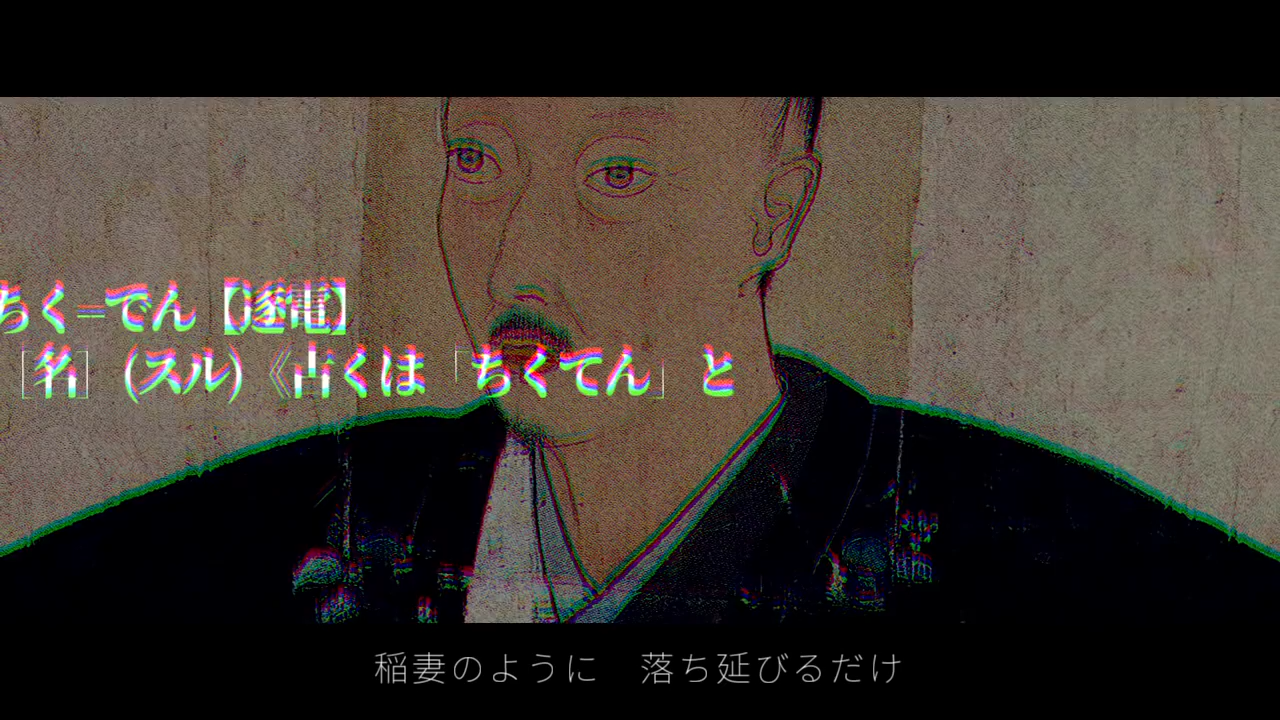 ちく=でん【逐電】
［名］(スル)《古くは「ちくてん」と
稲妻のように　落ち延びるだけ